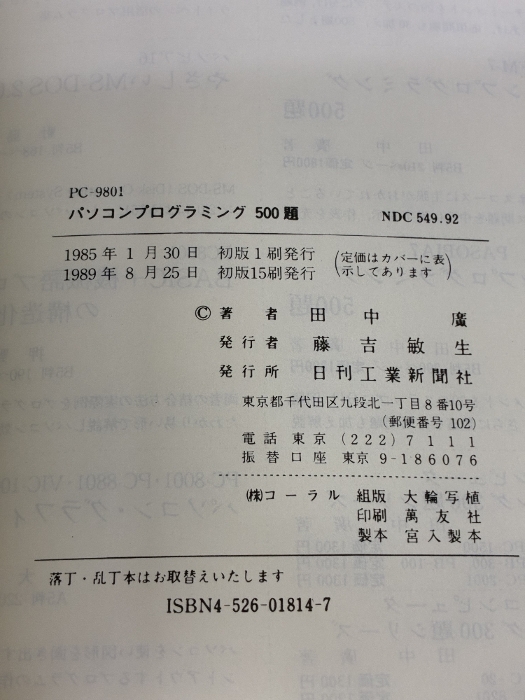 PC-9801
パソコンプログラミング 500題 NDC 549.92
1985年 1月30日 初版1刷発行
1989年 8月25日 初版15刷発行
(定価はカバーに表
示してあります)
©著者 田中廣
発行者 藤吉敏生
発行所 日刊工業新聞社
東京都千代田区九段北一丁目8番10号
(郵便番号 102)
電話 東京 (222) 7111
振替口座 東京 9-186076
㈱コーラル 組版 大輪写植
印刷 萬友社
製本 宮入製本
落丁・乱丁本はお取替えいたします
ISBN4-526-01814-7